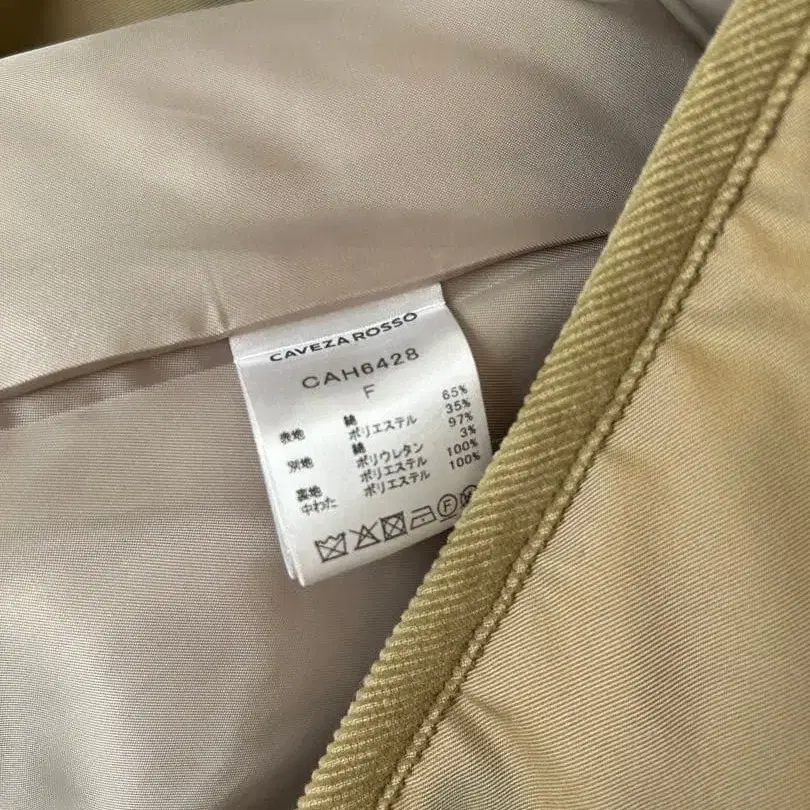 CAVEZA ROSSO
CAH6428
F
表地 綿 65%
ポリエステル 35%
別地 綿 97%
ポリウレタン 3%
裏地 ポリエステル 100%
中わた ポリエステル 100%
F